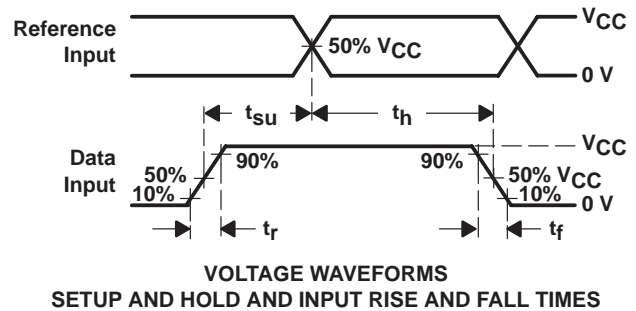 Reference
Input
VCC
50% VCC
0 V
tsu
th
Data
Input
VCC
50%
90%
90%
50% VCC
10%
10%
0 V
tr
tf
VOLTAGE WAVEFORMS
SETUP AND HOLD AND INPUT RISE AND FALL TIMES